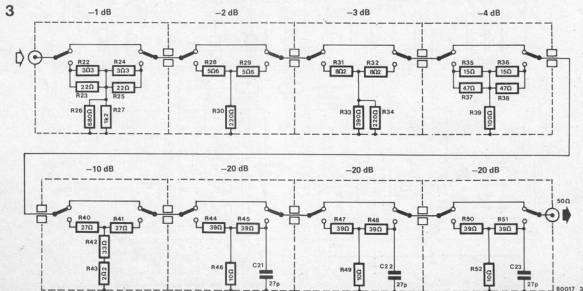 3
–1 dB –2 dB –3 dB –4 dB
R22 R24 R28 R29 R31 R32 R35 R36
3Ω3 3Ω3 5Ω6 5Ω6 8Ω2 8Ω2 15Ω 15Ω
22Ω 22Ω 47Ω 47Ω
R23 R25 R37 R38
R26 680Ω 1k2 R27 R30 220Ω R33 390Ω 220Ω R34 R39 100Ω
–10 dB –20 dB –20 dB –20 dB
50Ω
R40 R41 R44 R45 R47 R48 R50 R51
27Ω 27Ω 39Ω 39Ω 39Ω 39Ω 39Ω 39Ω
R42 33Ω
R43 2Ω2 R46 10Ω C21 R49 10Ω C22 R52 10Ω C23
27p 27p 27p
80017 3